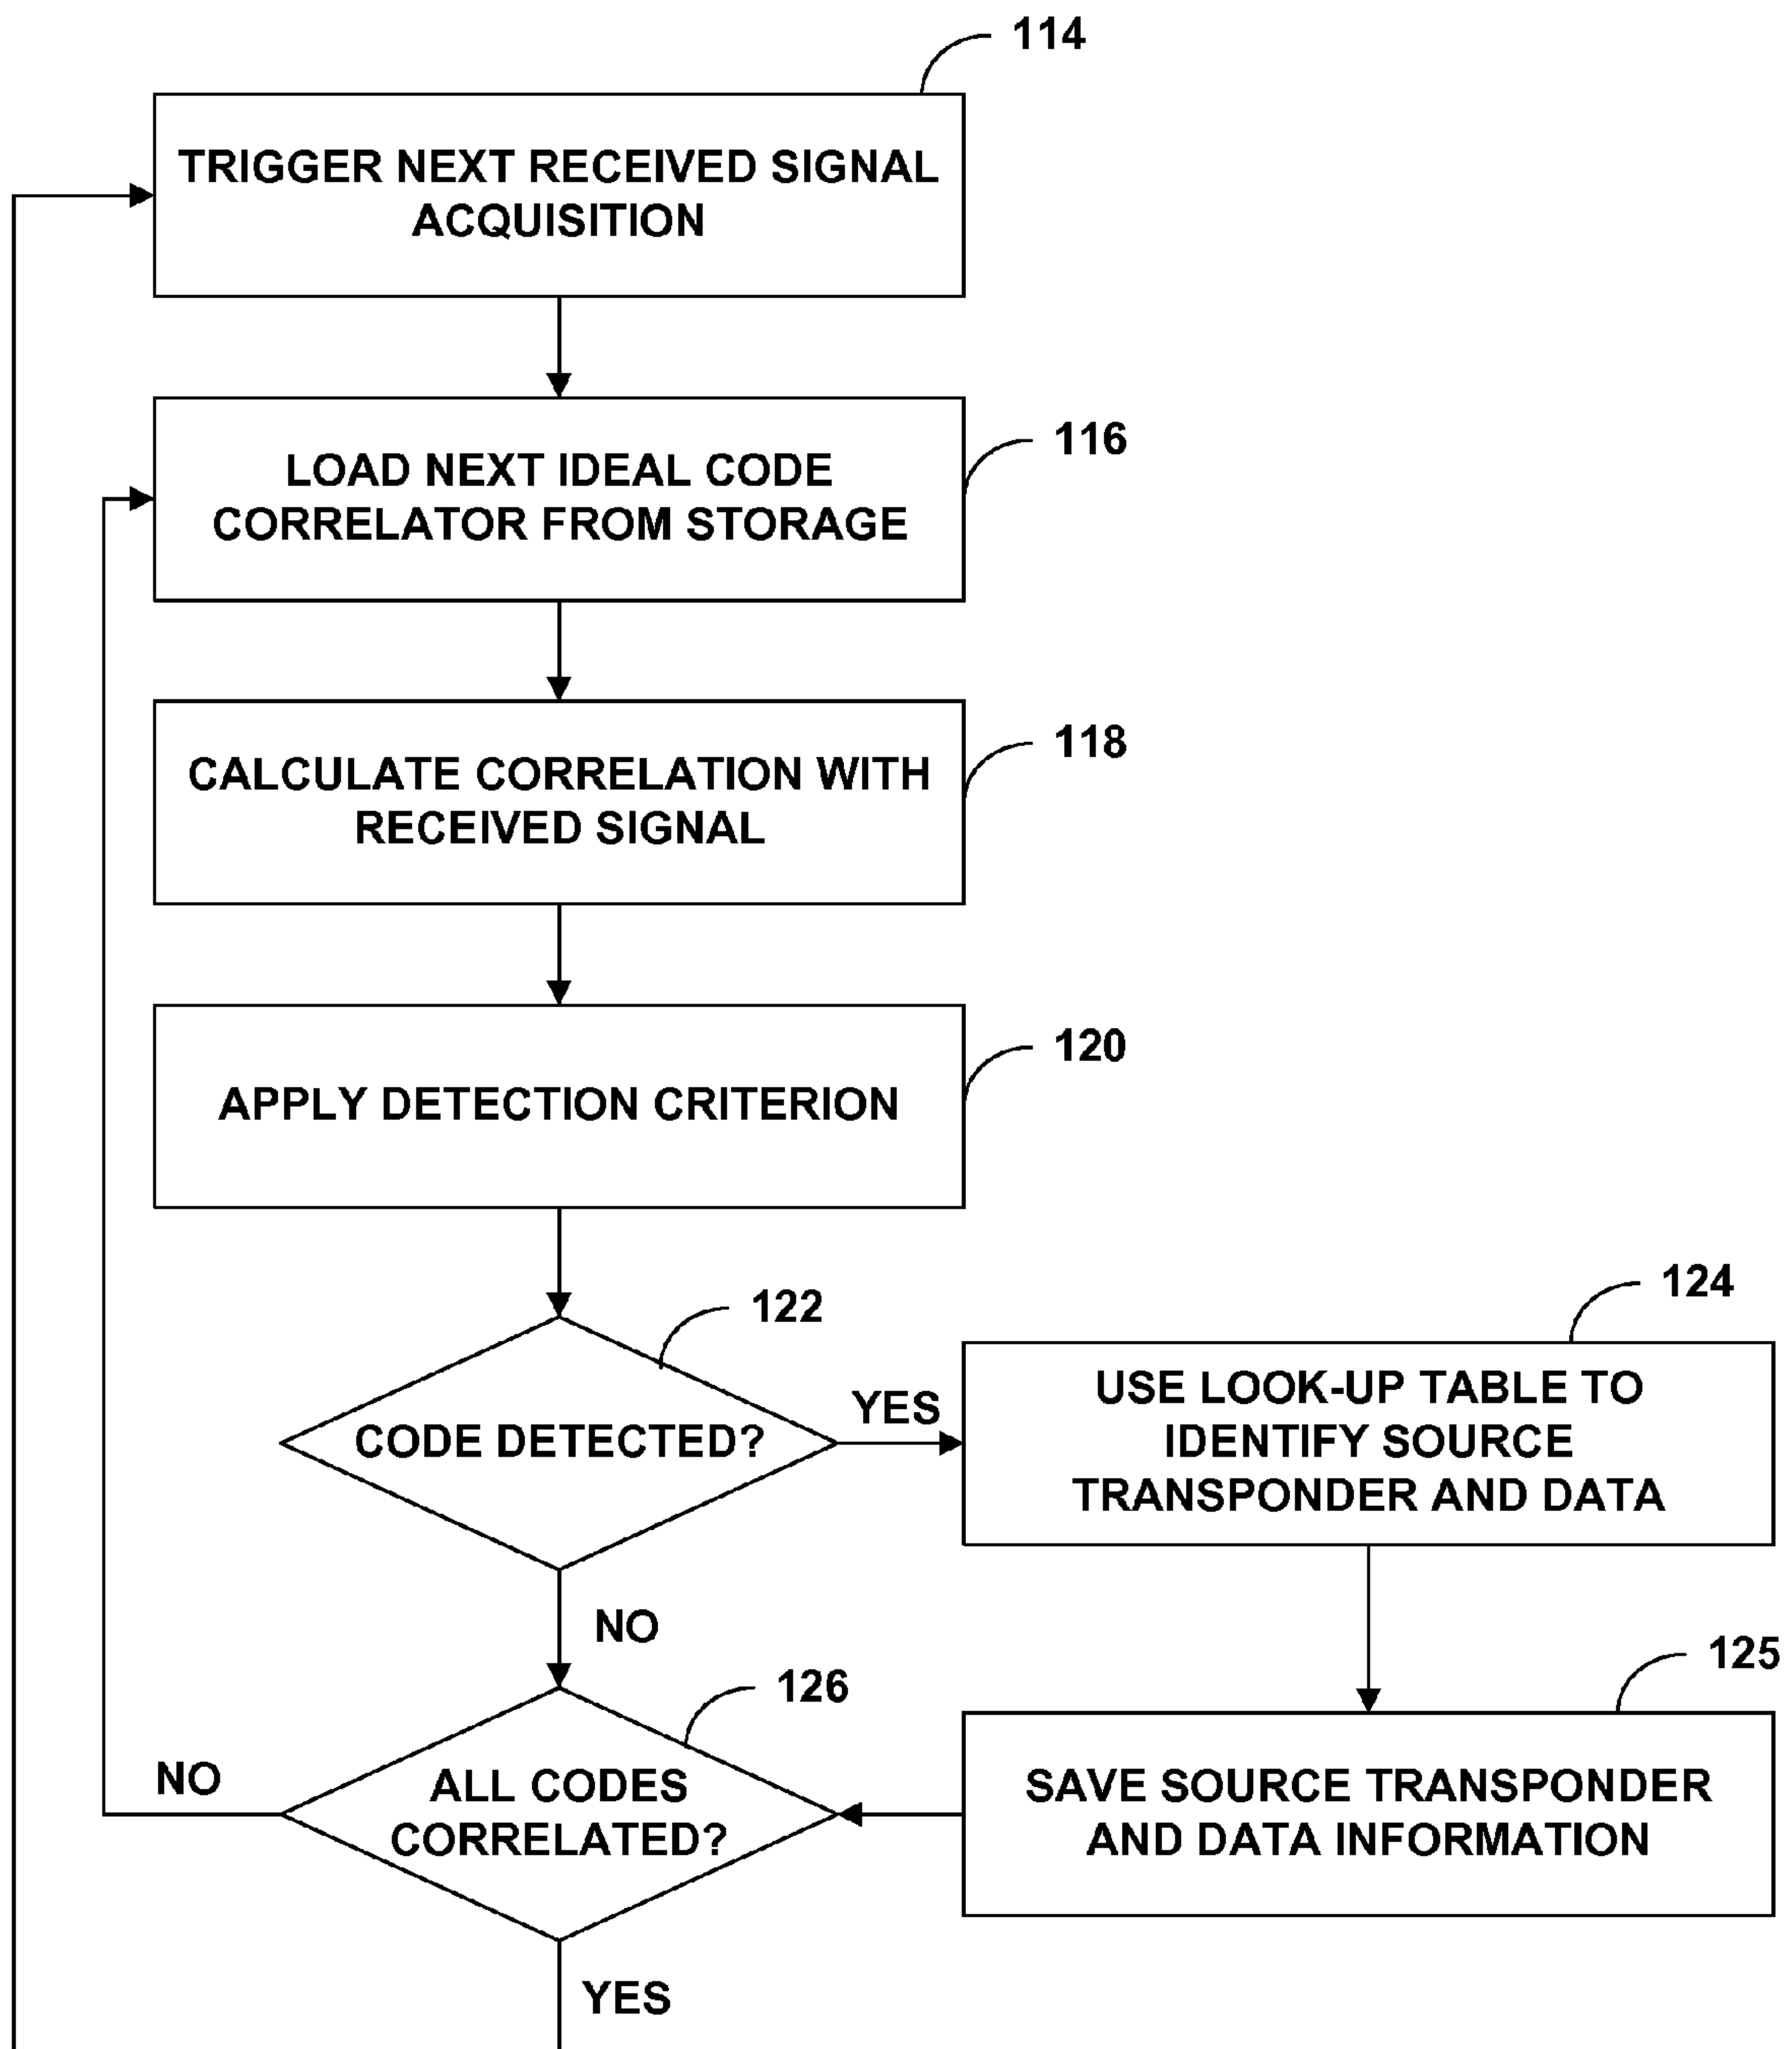 114
TRIGGER NEXT RECEIVED SIGNAL
ACQUISITION
116
LOAD NEXT IDEAL CODE
CORRELATOR FROM STORAGE
118
CALCULATE CORRELATION WITH
RECEIVED SIGNAL
120
APPLY DETECTION CRITERION
122
CODE DETECTED?
YES
124
USE LOOK-UP TABLE TO
IDENTIFY SOURCE
TRANSPONDER AND DATA
NO
125
SAVE SOURCE TRANSPONDER
AND DATA INFORMATION
126
ALL CODES
CORRELATED?
NO
YES